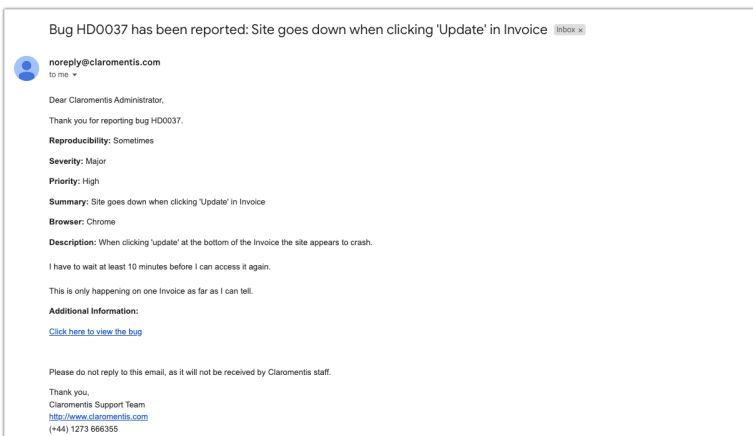 Bug HD0037 has been reported: Site goes down when clicking 'Update' in Invoice Inbox ×
noreply@claromentis.com
to me
Dear Claromentis Administrator,
Thank you for reporting bug HD0037.
Reproducibility: Sometimes
Severity: Major
Priority: High
Summary: Site goes down when clicking 'Update' in Invoice
Browser: Chrome
Description: When clicking 'update' at the bottom of the Invoice the site appears to crash.
I have to wait at least 10 minutes before I can access it again.
This is only happening on one Invoice as far as I can tell.
Additional Information:
Click here to view the bug
Please do not reply to this email, as it will not be received by Claromentis staff.
Thank you,
Claromentis Support Team
http://www.claromentis.com
(+44) 1273 666355